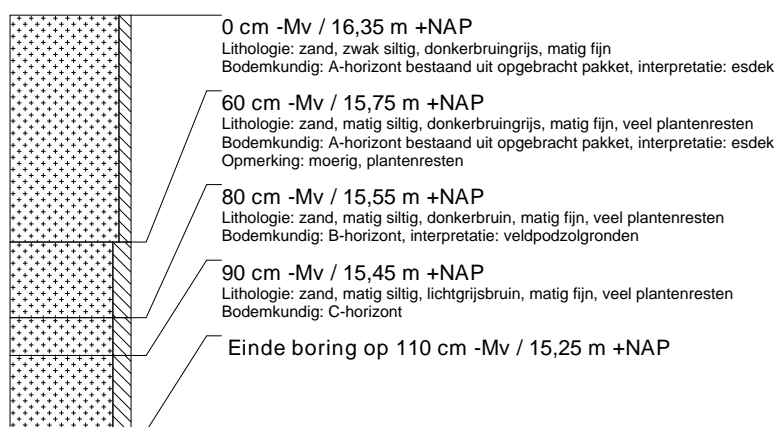 0 cm -Mv / 16,35 m +NAP
Lithologie: zand, zwak siltig, donkerbruingrijs, matig fijn
Bodemkundig: A-horizont bestaand uit opgebracht pakket, interpretatie: esdek
60 cm -Mv / 15,75 m +NAP
Lithologie: zand, matig siltig, donkerbruingrijs, matig fijn, veel plantenresten
Bodemkundig: A-horizont bestaand uit opgebracht pakket, interpretatie: esdek
Opmerking: moerig, plantenresten
80 cm -Mv / 15,55 m +NAP
Lithologie: zand, matig siltig, donkerbruin, matig fijn, veel plantenresten
Bodemkundig: B-horizont, interpretatie: veldpodzolgronden
90 cm -Mv / 15,45 m +NAP
Lithologie: zand, matig siltig, lichtgrijsbruin, matig fijn, veel plantenresten
Bodemkundig: C-horizont
Einde boring op 110 cm -Mv / 15,25 m +NAP